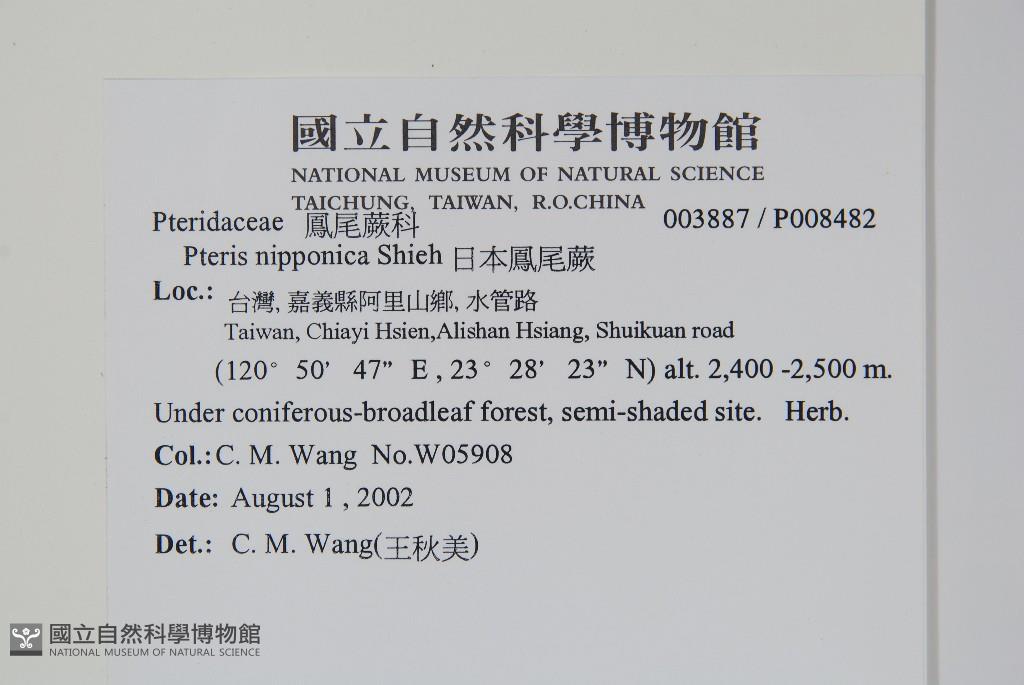 國立自然科學博物館
NATIONAL MUSEUM OF NATURAL SCIENCE
TAICHUNG, TAIWAN, R.O.CHINA
Pteridaceae 鳳尾蕨科 003887 / P008482
Pteris nipponica Shieh 日本鳳尾蕨
Loc.: 台灣, 嘉義縣阿里山鄉, 水管路
Taiwan, Chiayi Hsien,Alishan Hsiang, Shuikuan road
(120° 50’ 47” E , 23° 28’ 23” N) alt. 2,400 -2,500 m.
Under coniferous-broadleaf forest, semi-shaded site. Herb.
Col.: C. M. Wang No.W05908
Date: August 1 , 2002
Det.: C. M. Wang(王秋美)
國立自然科學博物館
NATIONAL MUSEUM OF NATURAL SCIENCE